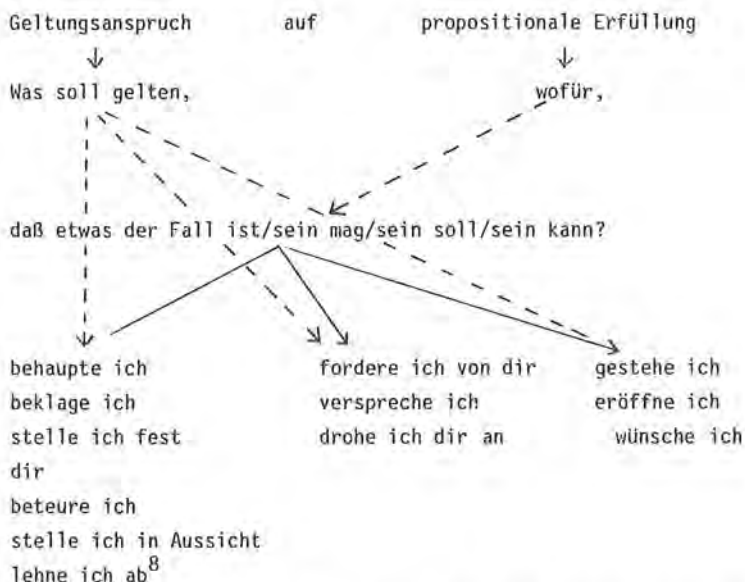 Geltungsanspruch auf propositionale Erfüllung
Was soll gelten, wofür,
daß etwas der Fall ist/sein mag/sein soll/sein kann?
behaupte ich fordere ich von dir gestehe ich
beklage ich verspreche ich eröffne ich
stelle ich fest drohe ich dir an wünsche ich
dir
beteure ich
stelle ich in Aussicht
lehne ich ab8